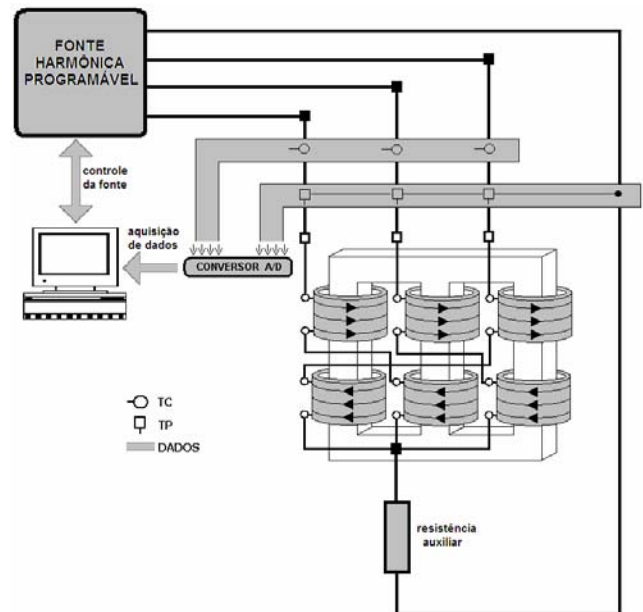 FONTE
HARMÔNICA
PROGRAMÁVEL
controle
da fonte
aquisição
de dados
CONVERSOR A/D
TC
TP
DADOS
resistência
auxiliar